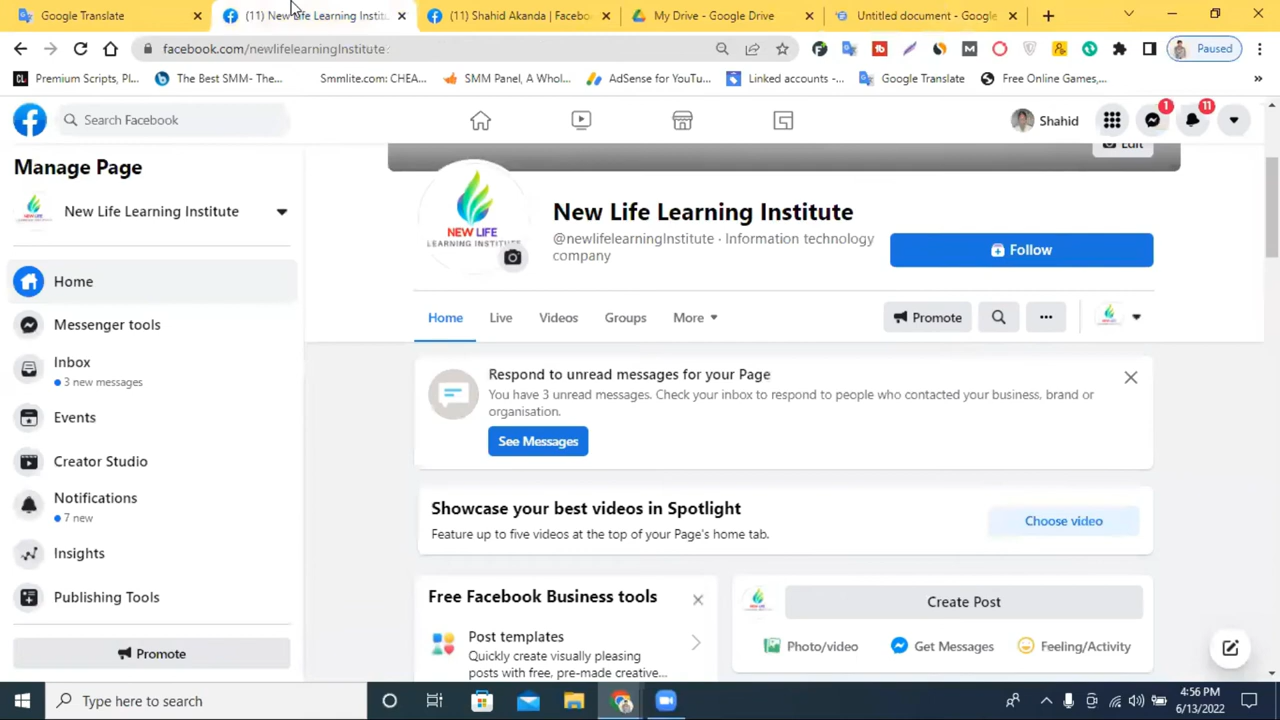 Google Translate
(11) New Life Learning Institu
(11) Shahid Akanda | Facebo
My Drive - Google Drive
Untitled document - Google
facebook.com/newlifelearningInstitute
Paused
Premium Scripts, Pl...
The Best SMM- The...
Smmlite.com: CHEA...
SMM Panel, A Whol...
AdSense for YouTu...
Linked accounts -...
Google Translate
Free Online Games,...
Search Facebook
Shahid
1
11
Manage Page
New Life Learning Institute
Home
Messenger tools
Inbox
3 new messages
Events
Creator Studio
Notifications
7 new
Insights
Publishing Tools
Promote
Edit
NEW LIFE
LEARNING INSTITUTE
New Life Learning Institute
@newlifelearningInstitute · Information technology
company
Follow
Home
Live
Videos
Groups
More
Promote
Respond to unread messages for your Page
You have 3 unread messages. Check your inbox to respond to people who contacted your business, brand or
organisation.
See Messages
Showcase your best videos in Spotlight
Feature up to five videos at the top of your Page's home tab.
Choose video
Free Facebook Business tools
Post templates
Quickly create visually pleasing
posts with free, pre-made creative...
Create Post
Photo/video
Get Messages
Feeling/Activity
Type here to search
4:56 PM
6/13/2022